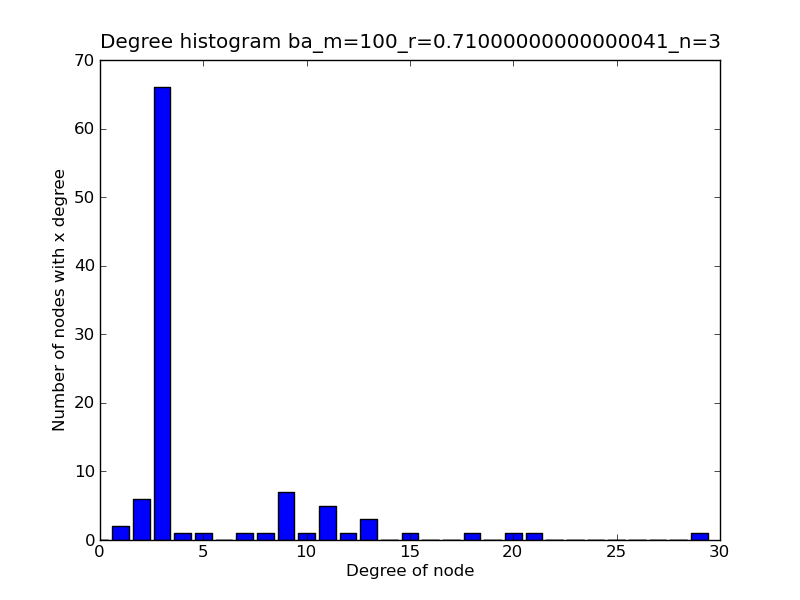 Degree histogram ba_m=100_r=0.71000000000000041_n=3
70
60
50
40
30
20
10
0
Number of nodes with x degree
0 5 10 15 20 25 30
Degree of node